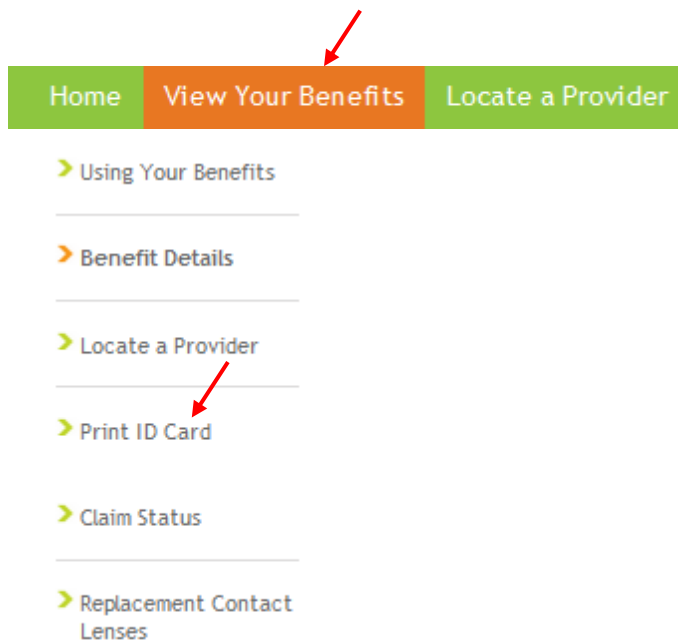 Home View Your Benefits Locate a Provider
Using Your Benefits
Benefit Details
Locate a Provider
Print ID Card
Claim Status
Replacement Contact
Lenses